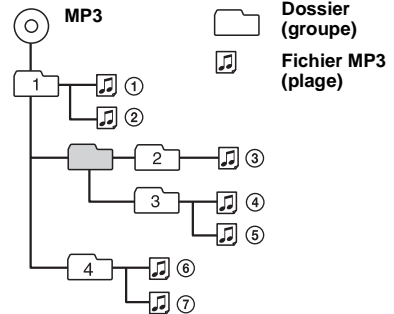 MP3
Dossier
(groupe)
Fichier MP3
(plage)
1
①
②
2
③
3
④
⑤
4
⑥
⑦